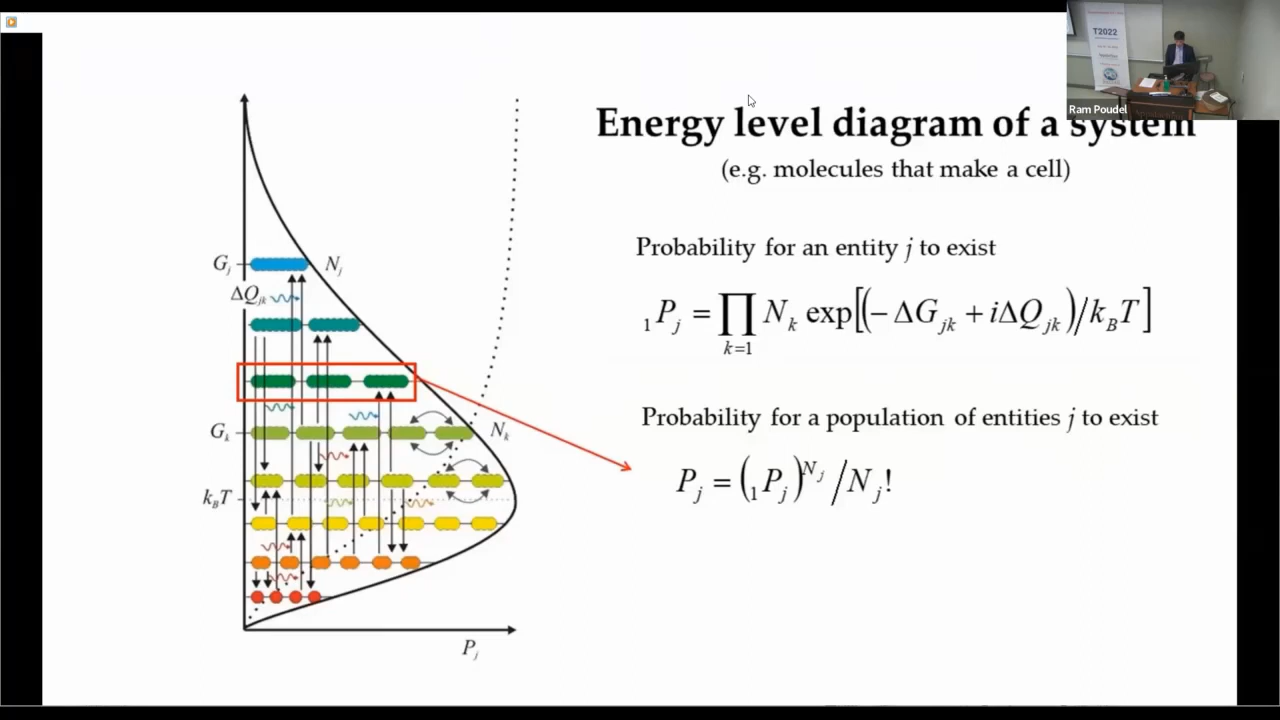 T2022
Ram Poudel
Energy level diagram of a system
(e.g. molecules that make a cell)
Probability for an entity j to exist
₁Pⱼ = ∏ₖ₌₁ Nₖ exp[(−ΔGⱼₖ + iΔQⱼₖ)/k_BT]
Probability for a population of entities j to exist
Pⱼ = (₁Pⱼ)^Nⱼ / Nⱼ!
Gⱼ
Nⱼ
ΔQⱼₖ
Gₖ
Nₖ
k_BT
Pⱼ